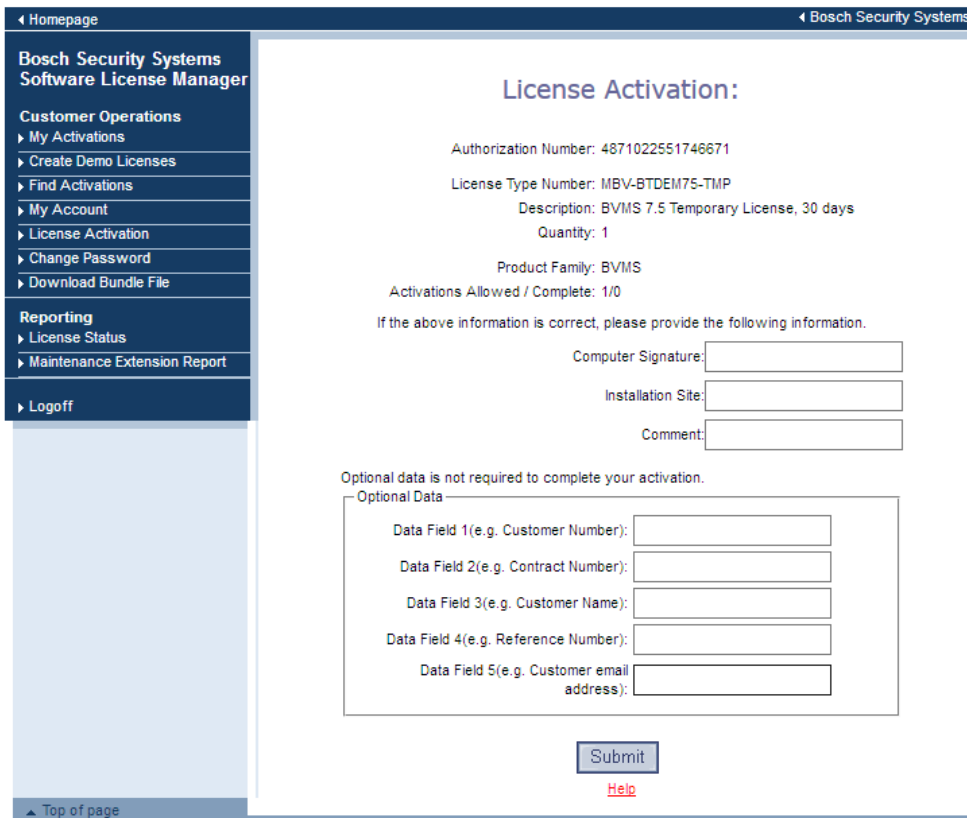 Homepage
Bosch Security Systems
Bosch Security Systems
Software License Manager
Customer Operations
My Activations
Create Demo Licenses
Find Activations
My Account
License Activation
Change Password
Download Bundle File
Reporting
License Status
Maintenance Extension Report
Logoff
License Activation:
Authorization Number: 4871022551746671
License Type Number: MBV-BTDEM75-TMP
Description: BVMS 7.5 Temporary License, 30 days
Quantity: 1
Product Family: BVMS
Activations Allowed / Complete: 1/0
If the above information is correct, please provide the following information.
Computer Signature:
Installation Site:
Comment:
Optional data is not required to complete your activation.
Optional Data
Data Field 1(e.g. Customer Number):
Data Field 2(e.g. Contract Number):
Data Field 3(e.g. Customer Name):
Data Field 4(e.g. Reference Number):
Data Field 5(e.g. Customer email
address):
Submit
Help
Top of page